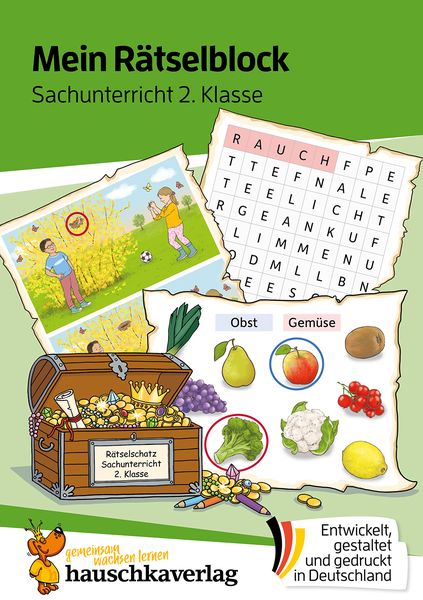 Mein Rätselblock
Sachunterricht 2. Klasse
R A U C H F P E
T T E F N A L E
T E E L I C H T
R G E A N K U F
L I M M E N U
O D M L L B N
E E S
Obst Gemüse
Rätselschatz
Sachunterricht
2. Klasse
gemeinsam
wachsen lernen
hauschkaverlag
Entwickelt,
gestaltet
und gedruckt
in Deutschland